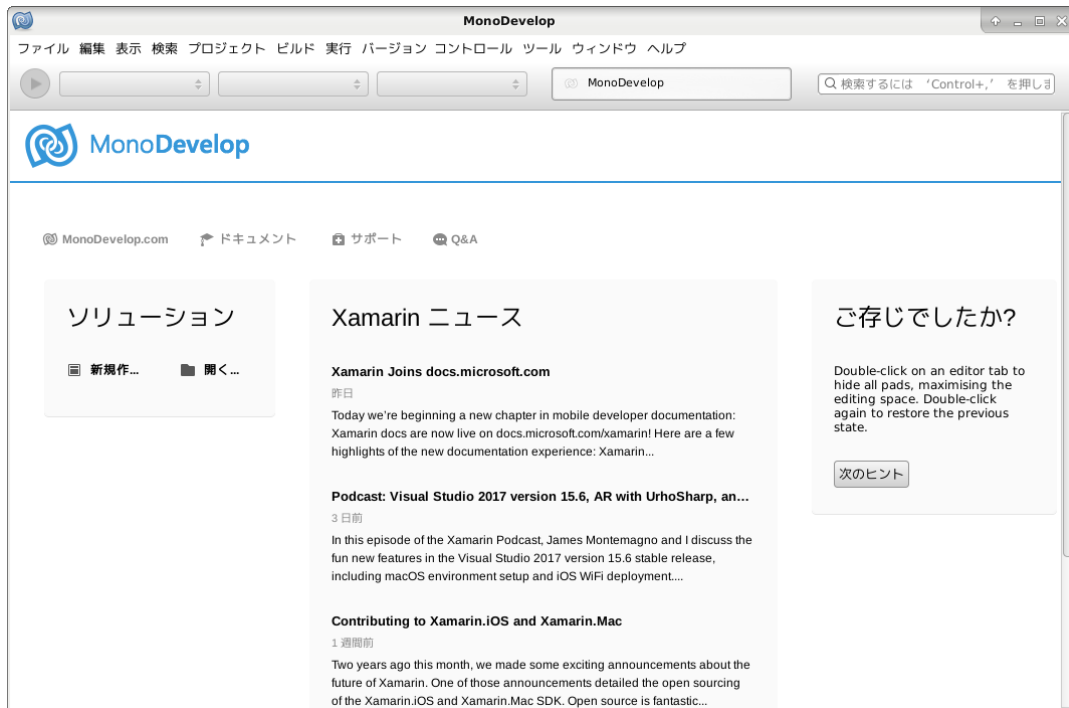 MonoDevelop
ファイル 編集 表示 検索 プロジェクト ビルド 実行 バージョン コントロール ツール ウィンドウ ヘルプ
MonoDevelop
検索するには ‘Control+,’ を押しま
MonoDevelop
MonoDevelop.com ドキュメント サポート Q&A
ソリューション
新規作... 開く...
Xamarin ニュース
Xamarin Joins docs.microsoft.com
昨日
Today we're beginning a new chapter in mobile developer documentation:
Xamarin docs are now live on docs.microsoft.com/xamarin! Here are a few
highlights of the new documentation experience: Xamarin...
Podcast: Visual Studio 2017 version 15.6, AR with UrhoSharp, an...
3 日前
In this episode of the Xamarin Podcast, James Montemagno and I discuss the
fun new features in the Visual Studio 2017 version 15.6 stable release,
including macOS environment setup and iOS WiFi deployment....
Contributing to Xamarin.iOS and Xamarin.Mac
1 週間前
Two years ago this month, we made some exciting announcements about the
future of Xamarin. One of those announcements detailed the open sourcing
of the Xamarin.iOS and Xamarin.Mac SDK. Open source is fantastic...
ご存じでしたか?
Double-click on an editor tab to
hide all pads, maximising the
editing space. Double-click
again to restore the previous
state.
次のヒント